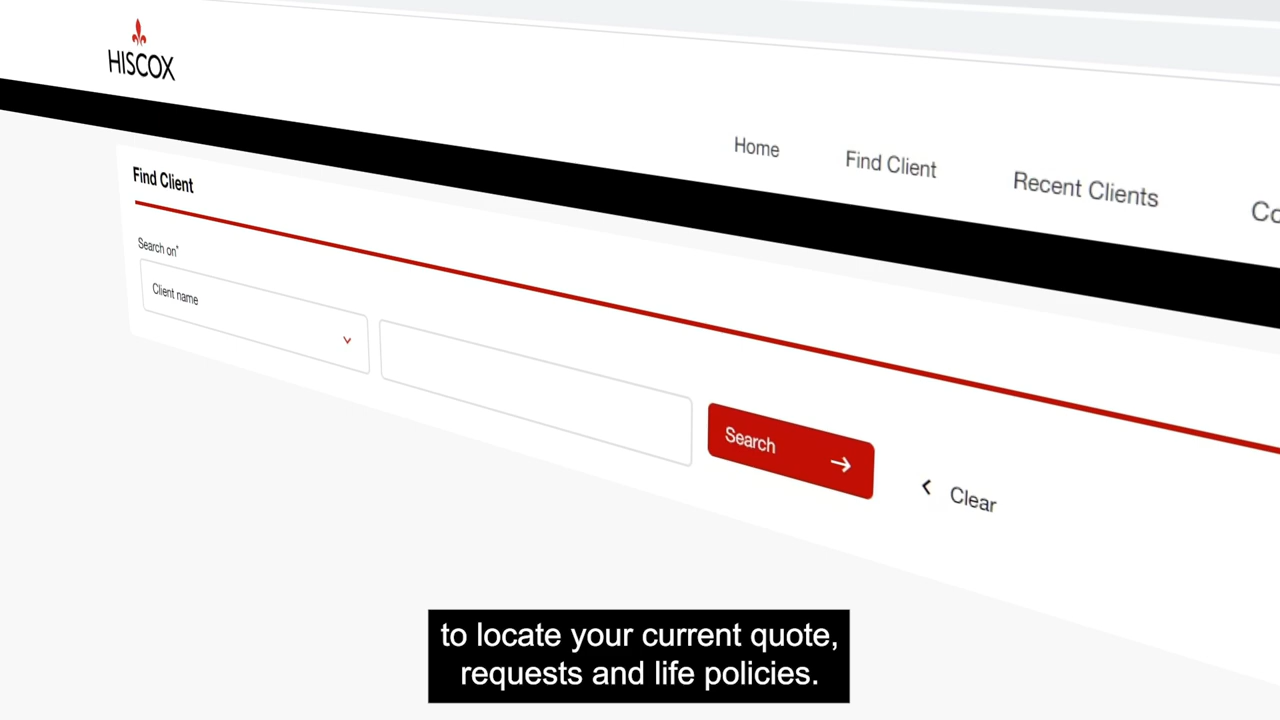 HISCOX
Home
Find Client
Recent Clients
Find Client
Search on*
Client name
Search
Clear
to locate your current quote,
requests and life policies.